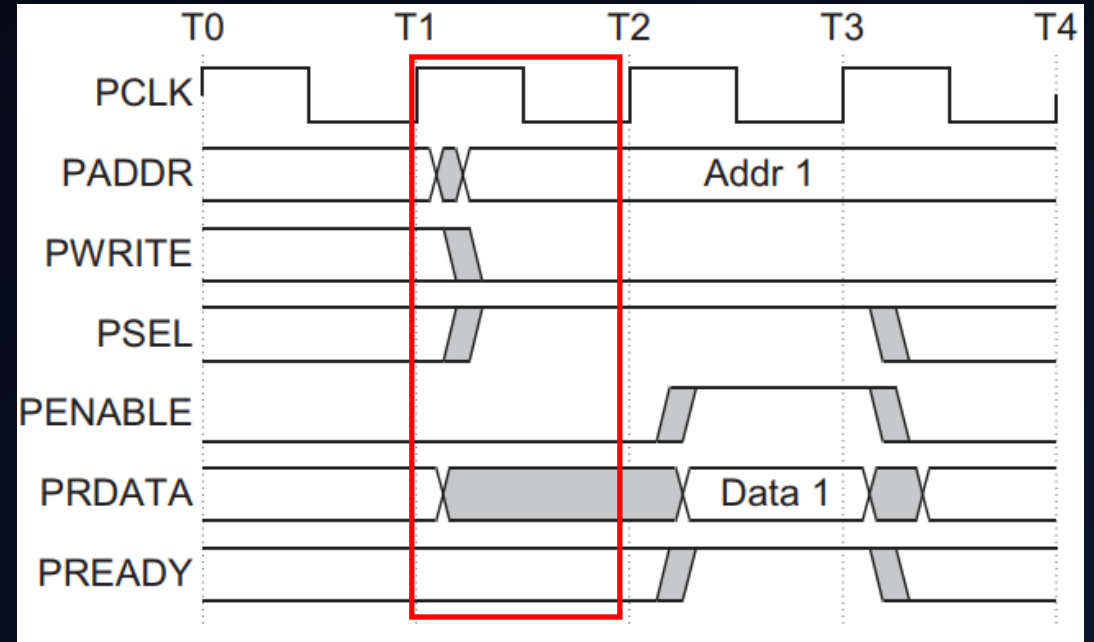 T0 T1 T2 T3 T4
PCLK
PADDR Addr 1
PWRITE
PSEL
PENABLE
PRDATA Data 1
PREADY